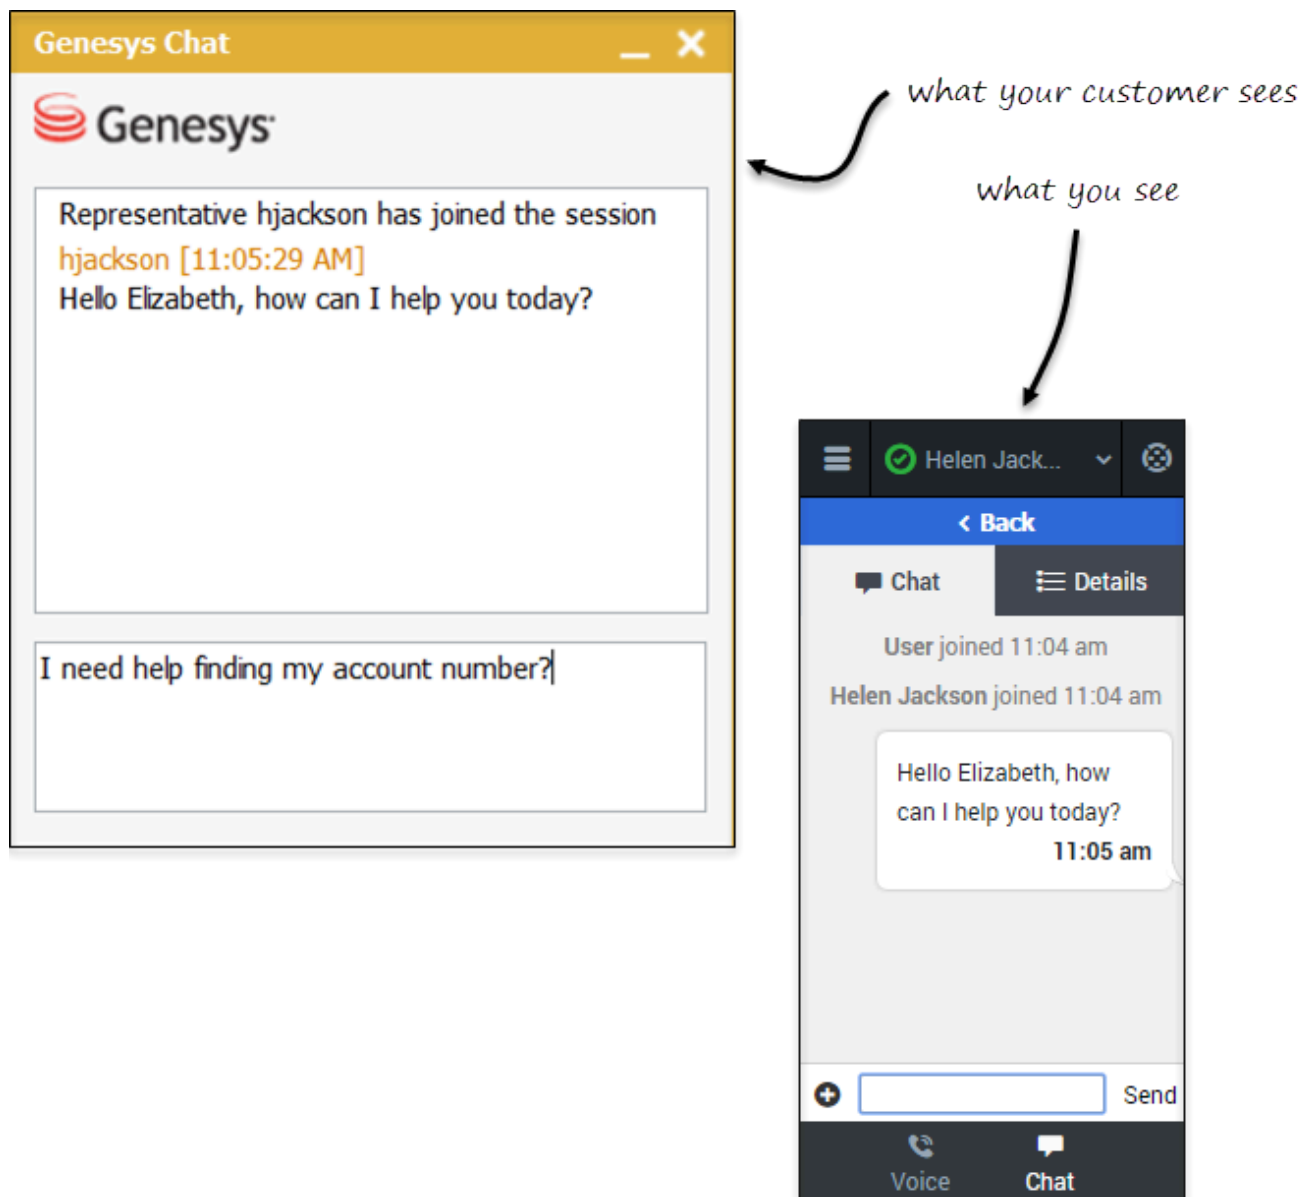 Genesys Chat
Genesys
Representative hjackson has joined the session
hjackson [11:05:29 AM]
Hello Elizabeth, how can I help you today?
I need help finding my account number?
what your customer sees
what you see
Helen Jack...
Back
Chat
Details
User joined 11:04 am
Helen Jackson joined 11:04 am
Hello Elizabeth, how
can I help you today?
11:05 am
Send
Voice
Chat